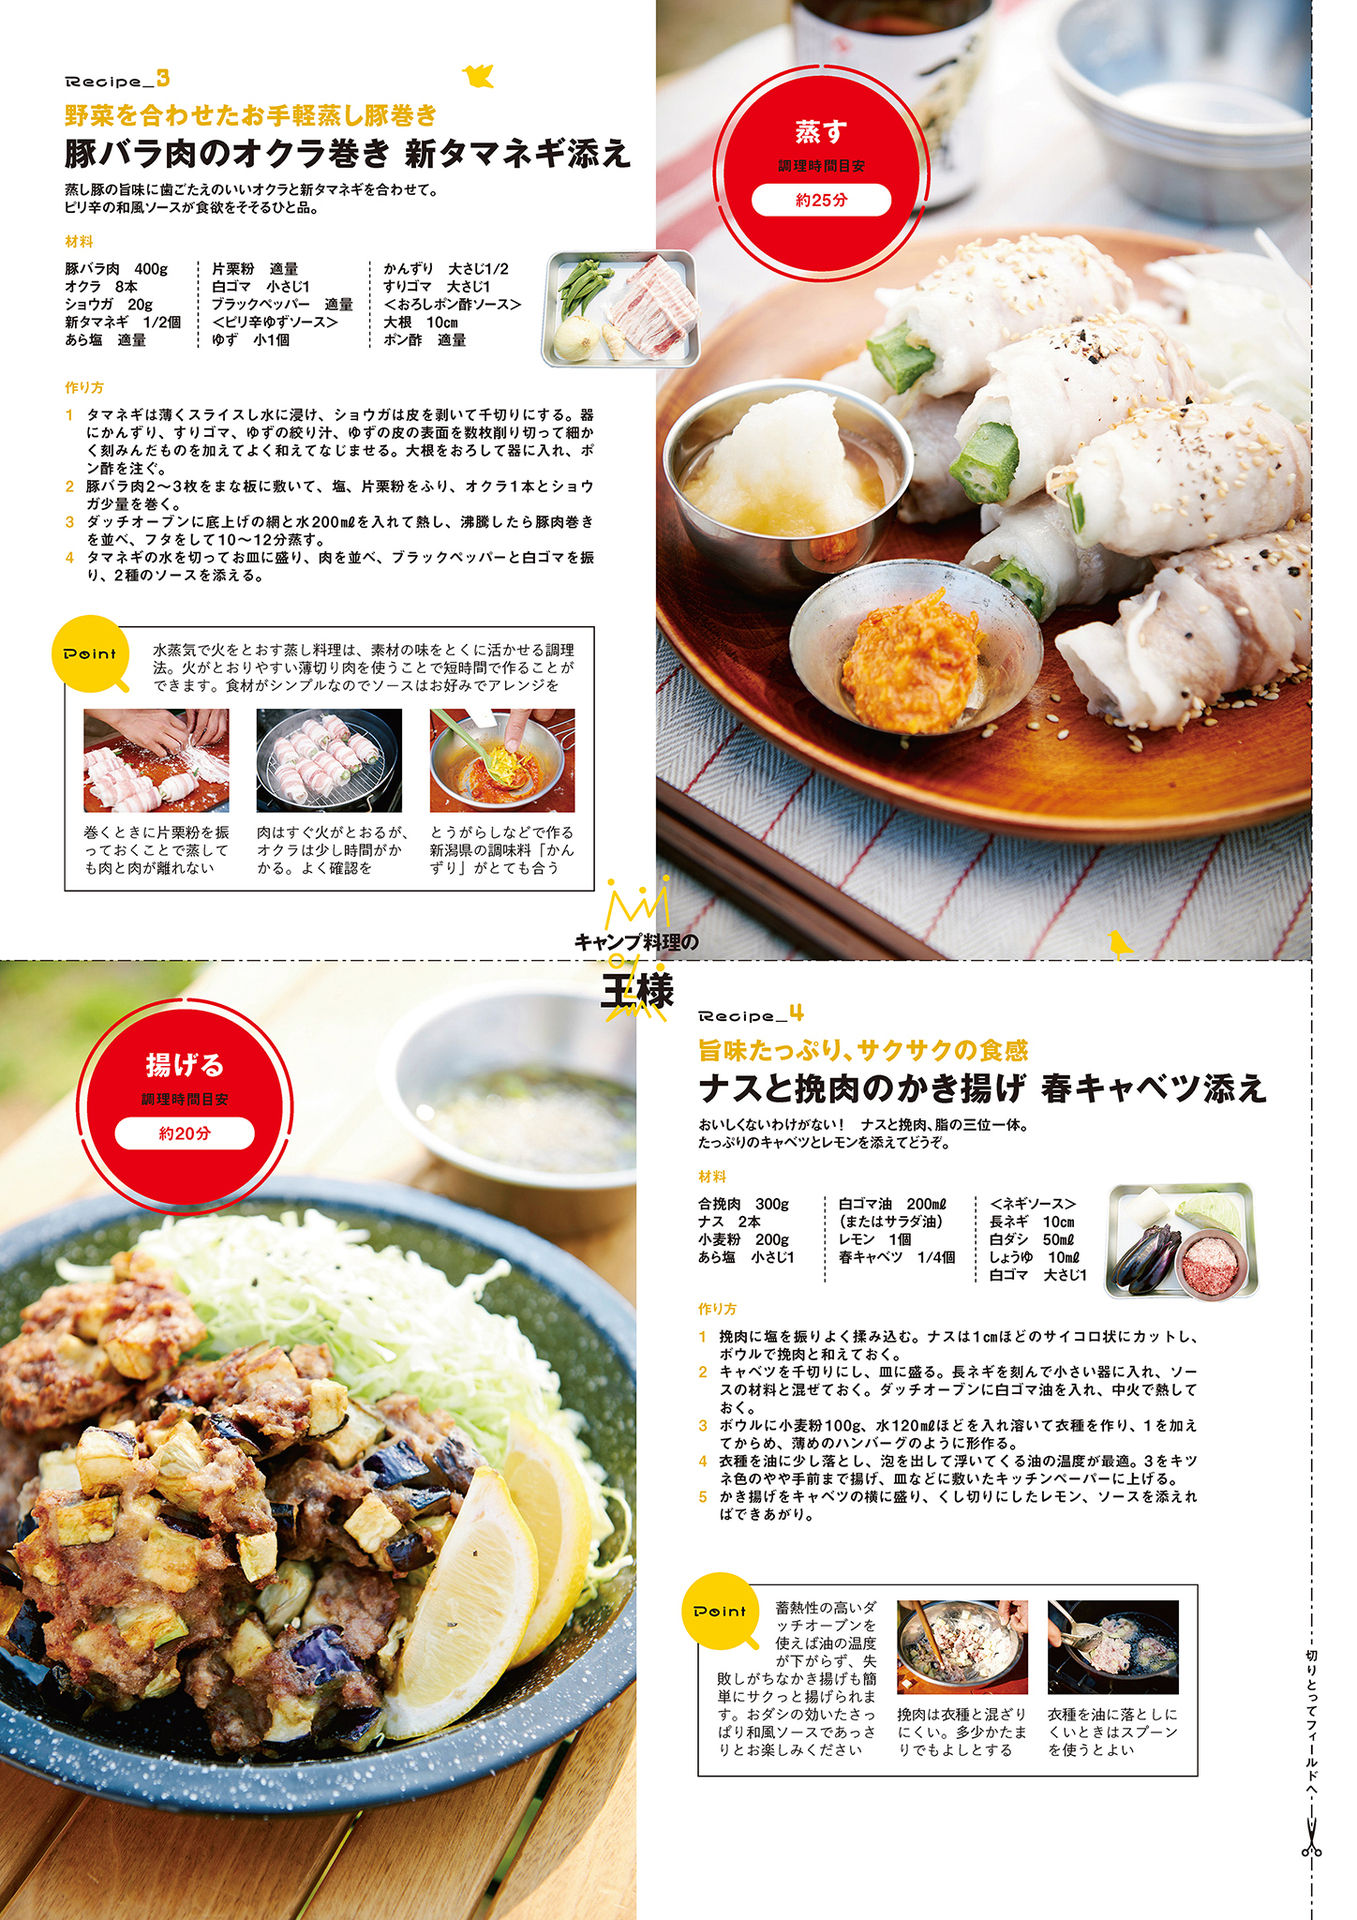 Recipe_3
野菜を合わせたお手軽蒸し豚巻き
豚バラ肉のオクラ巻き 新タマネギ添え
蒸し豚の旨味に歯ごたえのいいオクラと新タマネギを合わせて。
ピリ辛の和風ソースが食欲をそそるひと品。
材料
豚バラ肉　400g
オクラ　8本
ショウガ　20g
新タマネギ　1/2個
あら塩　適量
片栗粉　適量
白ゴマ　小さじ1
ブラックペッパー　適量
＜ピリ辛ゆずソース＞
ゆず　小1個
かんずり　大さじ1/2
すりゴマ　大さじ1
＜おろしポン酢ソース＞
大根　10㎝
ポン酢　適量
作り方
1　タマネギは薄くスライスし水に浸け、ショウガは皮を剥いて千切りにする。器
にかんずり、すりゴマ、ゆずの絞り汁、ゆずの皮の表面を数枚削り切って細か
く刻みんだものを加えてよく和えてなじませる。大根をおろして器に入れ、ポ
ン酢を注ぐ。
2　豚バラ肉2〜3枚をまな板に敷いて、塩、片栗粉をふり、オクラ1本とショウ
ガ少量を巻く。
3　ダッチオーブンに底上げの網と水200㎖を入れて熱し、沸騰したら豚肉巻き
を並べ、フタをして10〜12分蒸す。
4　タマネギの水を切ってお皿に盛り、肉を並べ、ブラックペッパーと白ゴマを振
り、2種のソースを添える。
Point
水蒸気で火をとおす蒸し料理は、素材の味をとくに活かせる調理
法。火がとおりやすい薄切り肉を使うことで短時間で作ることが
できます。食材がシンプルなのでソースはお好みでアレンジを
巻くときに片栗粉を振
っておくことで蒸して
も肉と肉が離れない
肉はすぐ火がとおるが、
オクラは少し時間がか
かる。よく確認を
とうがらしなどで作る
新潟県の調味料「かん
ずり」がとても合う
蒸す
調理時間目安
約25分
キャンプ料理の
王様
揚げる
調理時間目安
約20分
Recipe_4
旨味たっぷり、サクサクの食感
ナスと挽肉のかき揚げ 春キャベツ添え
おいしくないわけがない！　ナスと挽肉、脂の三位一体。
たっぷりのキャベツとレモンを添えてどうぞ。
材料
合挽肉　300g
ナス　2本
小麦粉　200g
あら塩　小さじ1
白ゴマ油　200㎖
（またはサラダ油）
レモン　1個
春キャベツ　1/4個
＜ネギソース＞
長ネギ　10㎝
白ダシ　50㎖
しょうゆ　10㎖
白ゴマ　大さじ1
作り方
1　挽肉に塩を振りよく揉み込む。ナスは1㎝ほどのサイコロ状にカットし、
ボウルで挽肉と和えておく。
2　キャベツを千切りにし、皿に盛る。長ネギを刻んで小さい器に入れ、ソー
スの材料と混ぜておく。ダッチオーブンに白ゴマ油を入れ、中火で熱して
おく。
3　ボウルに小麦粉100g、水120㎖ほどを入れ溶いて衣種を作り、1を加え
てからめ、薄めのハンバーグのように形作る。
4　衣種を油に少し落とし、泡を出して浮いてくる油の温度が最適。3をキツ
ネ色のやや手前まで揚げ、皿などに敷いたキッチンペーパーに上げる。
5　かき揚げをキャベツの横に盛り、くし切りにしたレモン、ソースを添えれ
ばできあがり。
Point
蓄熱性の高いダ
ッチオーブンを
使えば油の温度
が下がらず、失
敗しがちなかき揚げも簡
単にサクっと揚げられま
す。おダシの効いたさっ
ぱり和風ソースであっさ
りとお楽しみください
挽肉は衣種と混ざり
にくい。多少かたま
りでもよしとする
衣種を油に落としに
くいときはスプーン
を使うとよい
切りとってフィールドへ